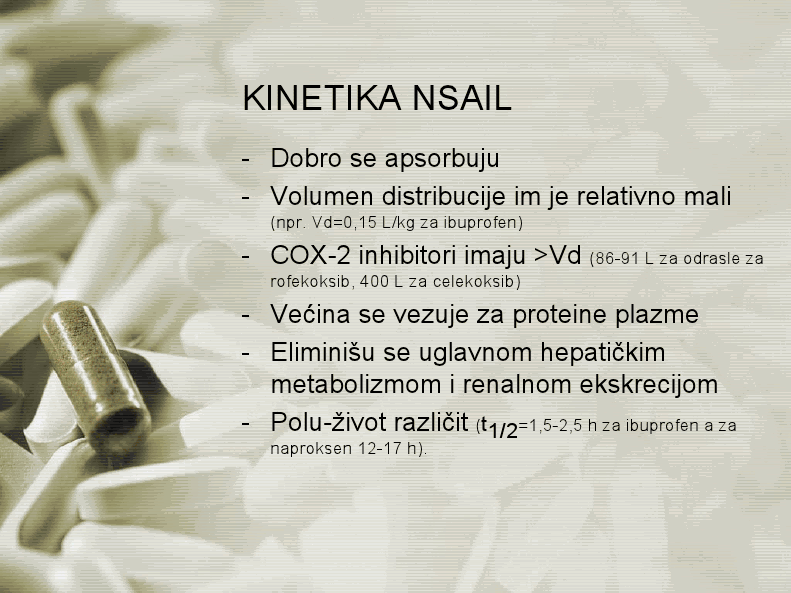 KINETIKA NSAIL
- Dobro se apsorbuju
- Volumen distribucije im je relativno mali
(npr. Vd=0,15 L/kg za ibuprofen)
- COX-2 inhibitori imaju >Vd (86-91 L za odrasle za
rofekoksib, 400 L za celekoksib)
- Većina se vezuje za proteine plazme
- Eliminišu se uglavnom hepatičkim
metabolizmom i renalnom ekskrecijom
- Polu-život različit (t1/2=1,5-2,5 h za ibuprofen a za
naproksen 12-17 h).